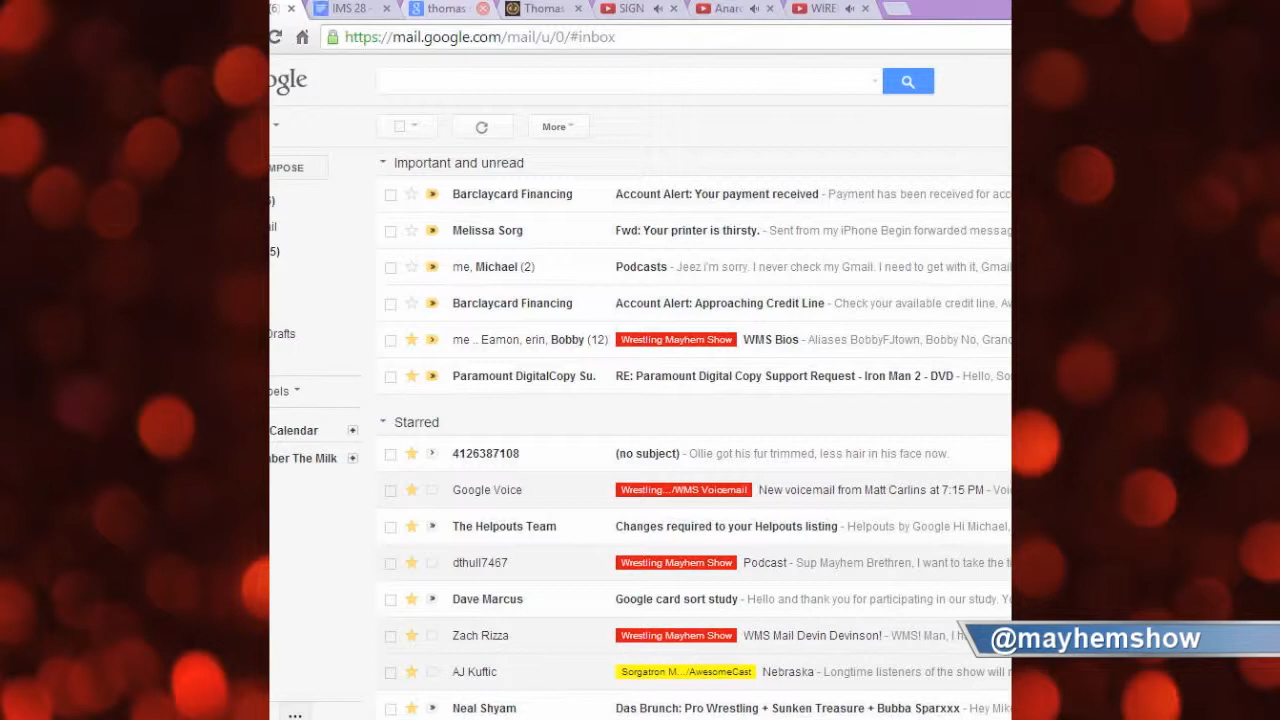 6)
IMS 28 -
thomas
Thomas
SIGN
Anar
WIRE
https://mail.google.com/mail/u/0/#inbox
ogle
More
MPOSE
Important and unread
Barclaycard Financing Account Alert: Your payment received - Payment has been received for acc
Melissa Sorg Fwd: Your printer is thirsty. - Sent from my iPhone Begin forwarded messag
me, Michael (2) Podcasts - Jeez i'm sorry. I never check my Gmail. I need to get with it, Gmai
Barclaycard Financing Account Alert: Approaching Credit Line - Check your available credit line. Av
me .. Eamon, erin, Bobby (12) Wrestling Mayhem Show WMS Bios - Aliases BobbyFJtown, Bobby No, Grand
Paramount DigitalCopy Su. RE: Paramount Digital Copy Support Request - Iron Man 2 - DVD - Hello, So
ail
5)
Drafts
bels
Calendar
ber The Milk
Starred
4126387108 (no subject) - Ollie got his fur trimmed, less hair in his face now.
Google Voice Wrestling.../WMS Voicemail New voicemail from Matt Carlins at 7:15 PM - Voi
The Helpouts Team Changes required to your Helpouts listing - Helpouts by Google Hi Michael,
dthull7467 Wrestling Mayhem Show Podcast - Sup Mayhem Brethren, I want to take the ti
Dave Marcus Google card sort study - Hello and thank you for participating in our study. Yo
Zach Rizza Wrestling Mayhem Show WMS Mail Devin Devinson! - WMS! Man, I h
AJ Kuftic Sorgatron M.../AwesomeCast Nebraska - Longtime listeners of the show will r
Neal Shyam Das Brunch: Pro Wrestling + Sunken Treasure + Bubba Sparxxx - Hey Mike
@mayhemshow